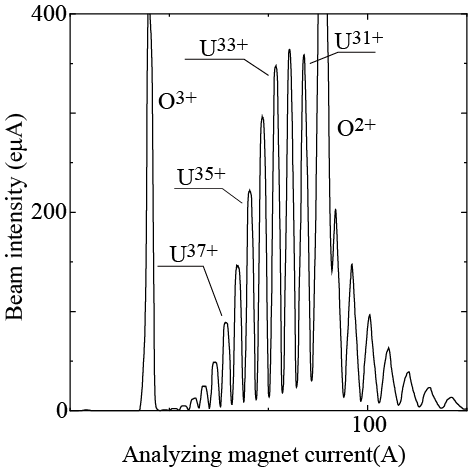 400
U33+
U31+
O3+
O2+
Beam intensity (eμA)
U35+
200
U37+
0
100
Analyzing magnet current(A)